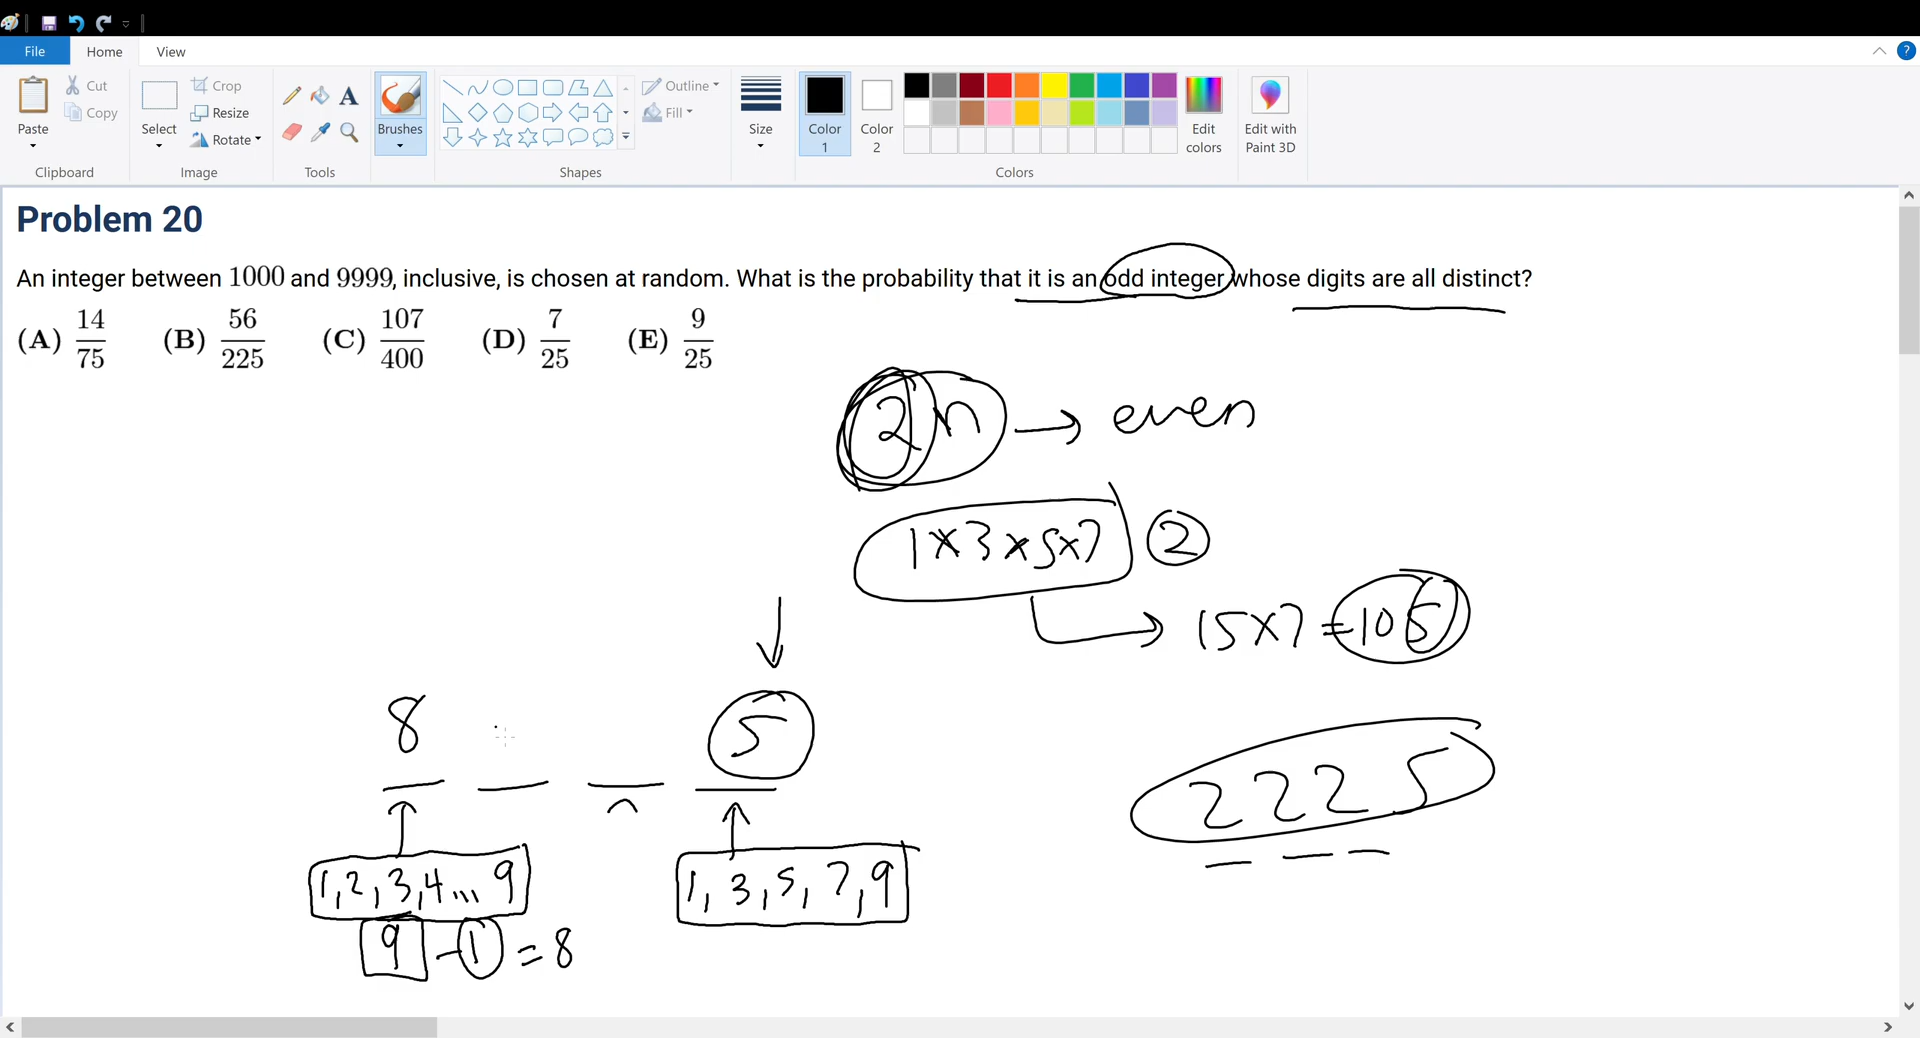 File Home View
Paste
Cut
Copy
Clipboard
Select
Crop
Resize
Rotate
Image
A
Tools
Brushes
Shapes
Outline
Fill
Size
Color 1
Color 2
Edit colors
Edit with Paint 3D
Colors
Problem 20
An integer between 1000 and 9999, inclusive, is chosen at random. What is the probability that it is an odd integer whose digits are all distinct?
(A) 14/75 (B) 56/225 (C) 107/400 (D) 7/25 (E) 9/25
2n → even
1×3×5×7 2
15×7 = 105
8 5
2225
1, 2, 3, 4... 9
1, 3, 5, 7, 9
9 - 1 = 8